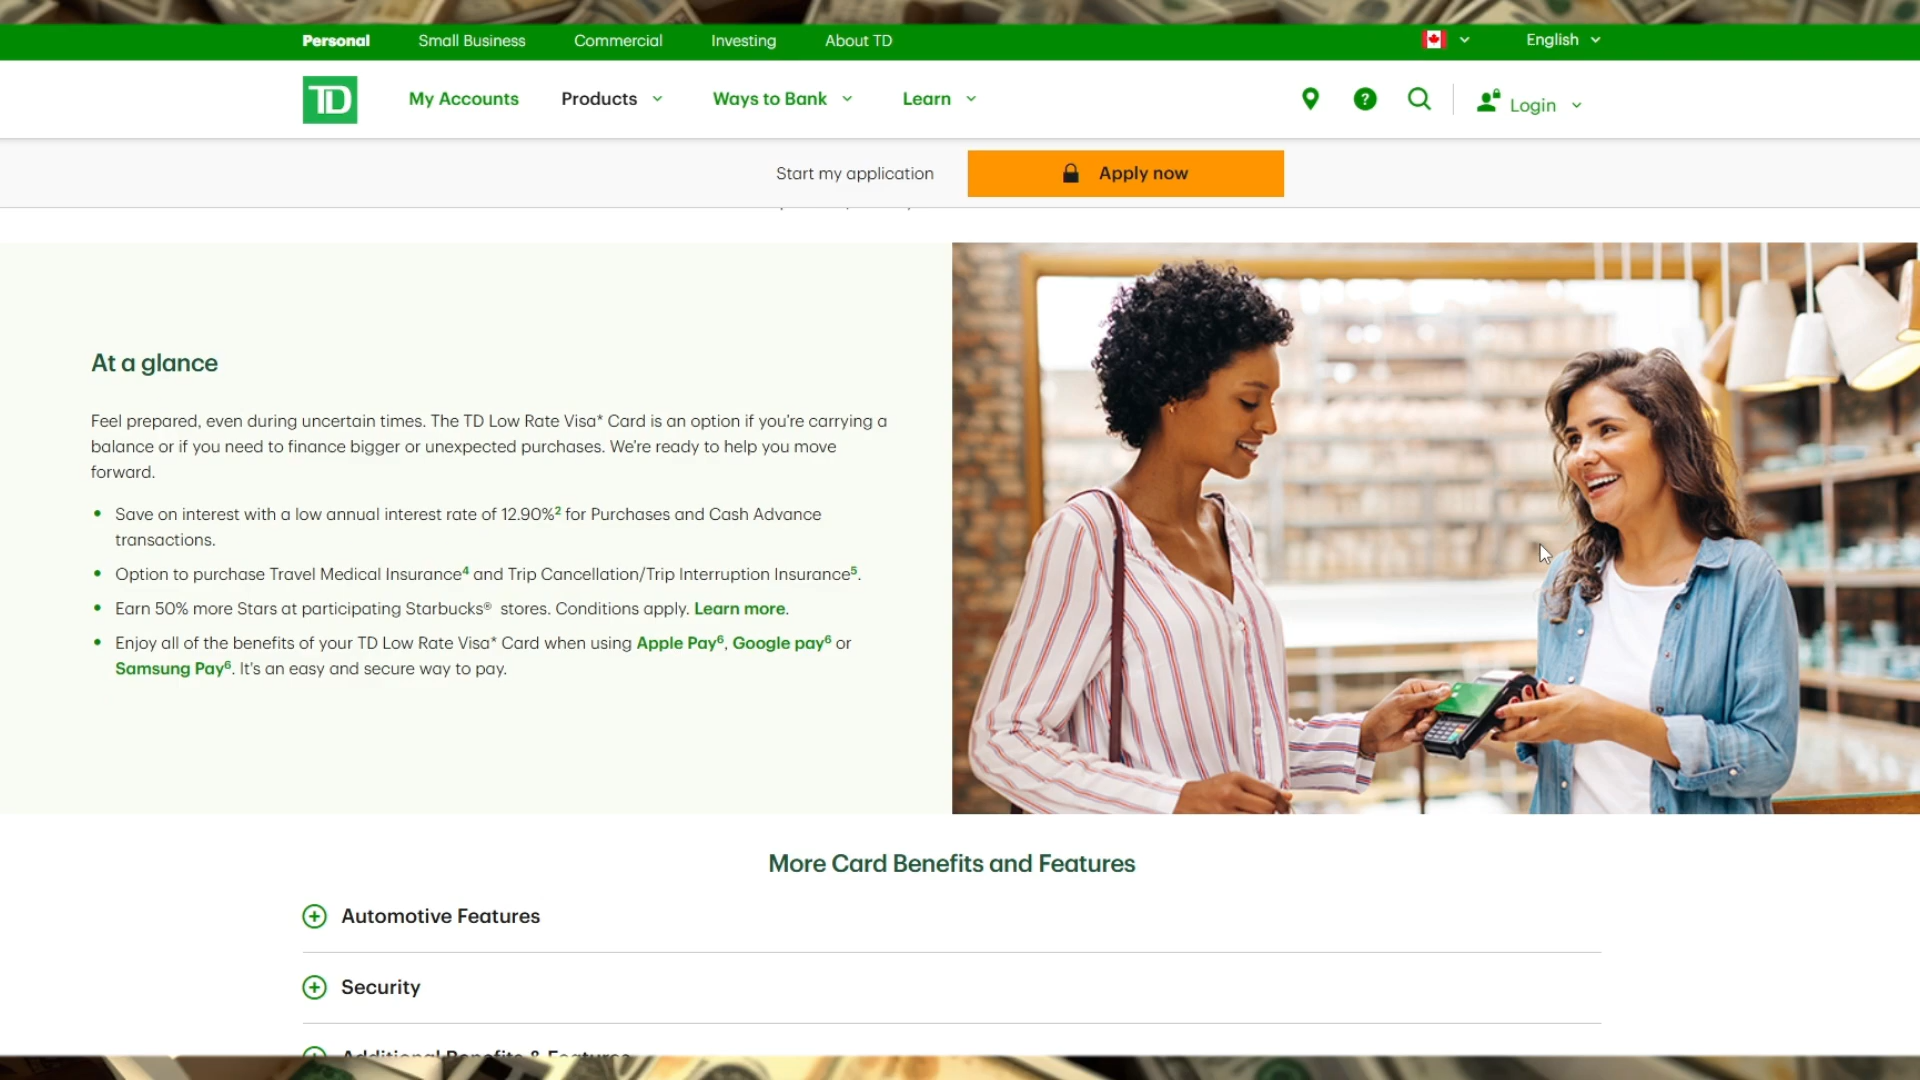 Personal Small Business Commercial Investing About TD English
TD My Accounts Products Ways to Bank Learn ? Login
Start my application Apply now
At a glance
Feel prepared, even during uncertain times. The TD Low Rate Visa* Card is an option if you're carrying a
balance or if you need to finance bigger or unexpected purchases. We're ready to help you move
forward.
• Save on interest with a low annual interest rate of 12.90%² for Purchases and Cash Advance
transactions.
• Option to purchase Travel Medical Insurance⁴ and Trip Cancellation/Trip Interruption Insurance⁵.
• Earn 50% more Stars at participating Starbucks® stores. Conditions apply. Learn more.
• Enjoy all of the benefits of your TD Low Rate Visa* Card when using Apple Pay⁶, Google pay⁶ or
Samsung Pay⁶. It's an easy and secure way to pay.
More Card Benefits and Features
Automotive Features
Security
Additional Benefits & Features